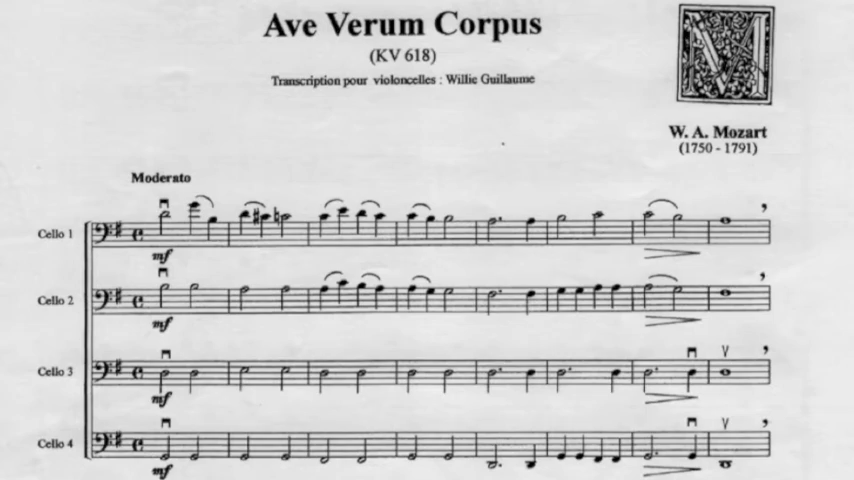 Ave Verum Corpus
(KV 618)
Transcription pour violoncelles : Willie Guillaume
M
W. A. Mozart
(1750 - 1791)
Moderato
Cello 1
mf
Cello 2
mf
Cello 3
mf
Cello 4
mf